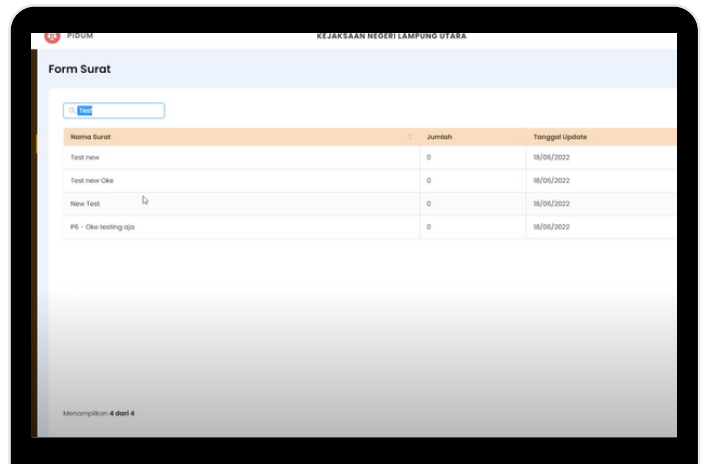 PIDUM KEJAKSAAN NEGERI LAMPUNG UTARA
Form Surat
Test
Nama Surat Jumlah Tanggal Update
Test new 0 18/06/2022
Test new Oke 0 18/06/2022
New Test 0 18/06/2022
P6 - Oke testing aja 0 18/06/2022
Menampilkan 4 dari 4